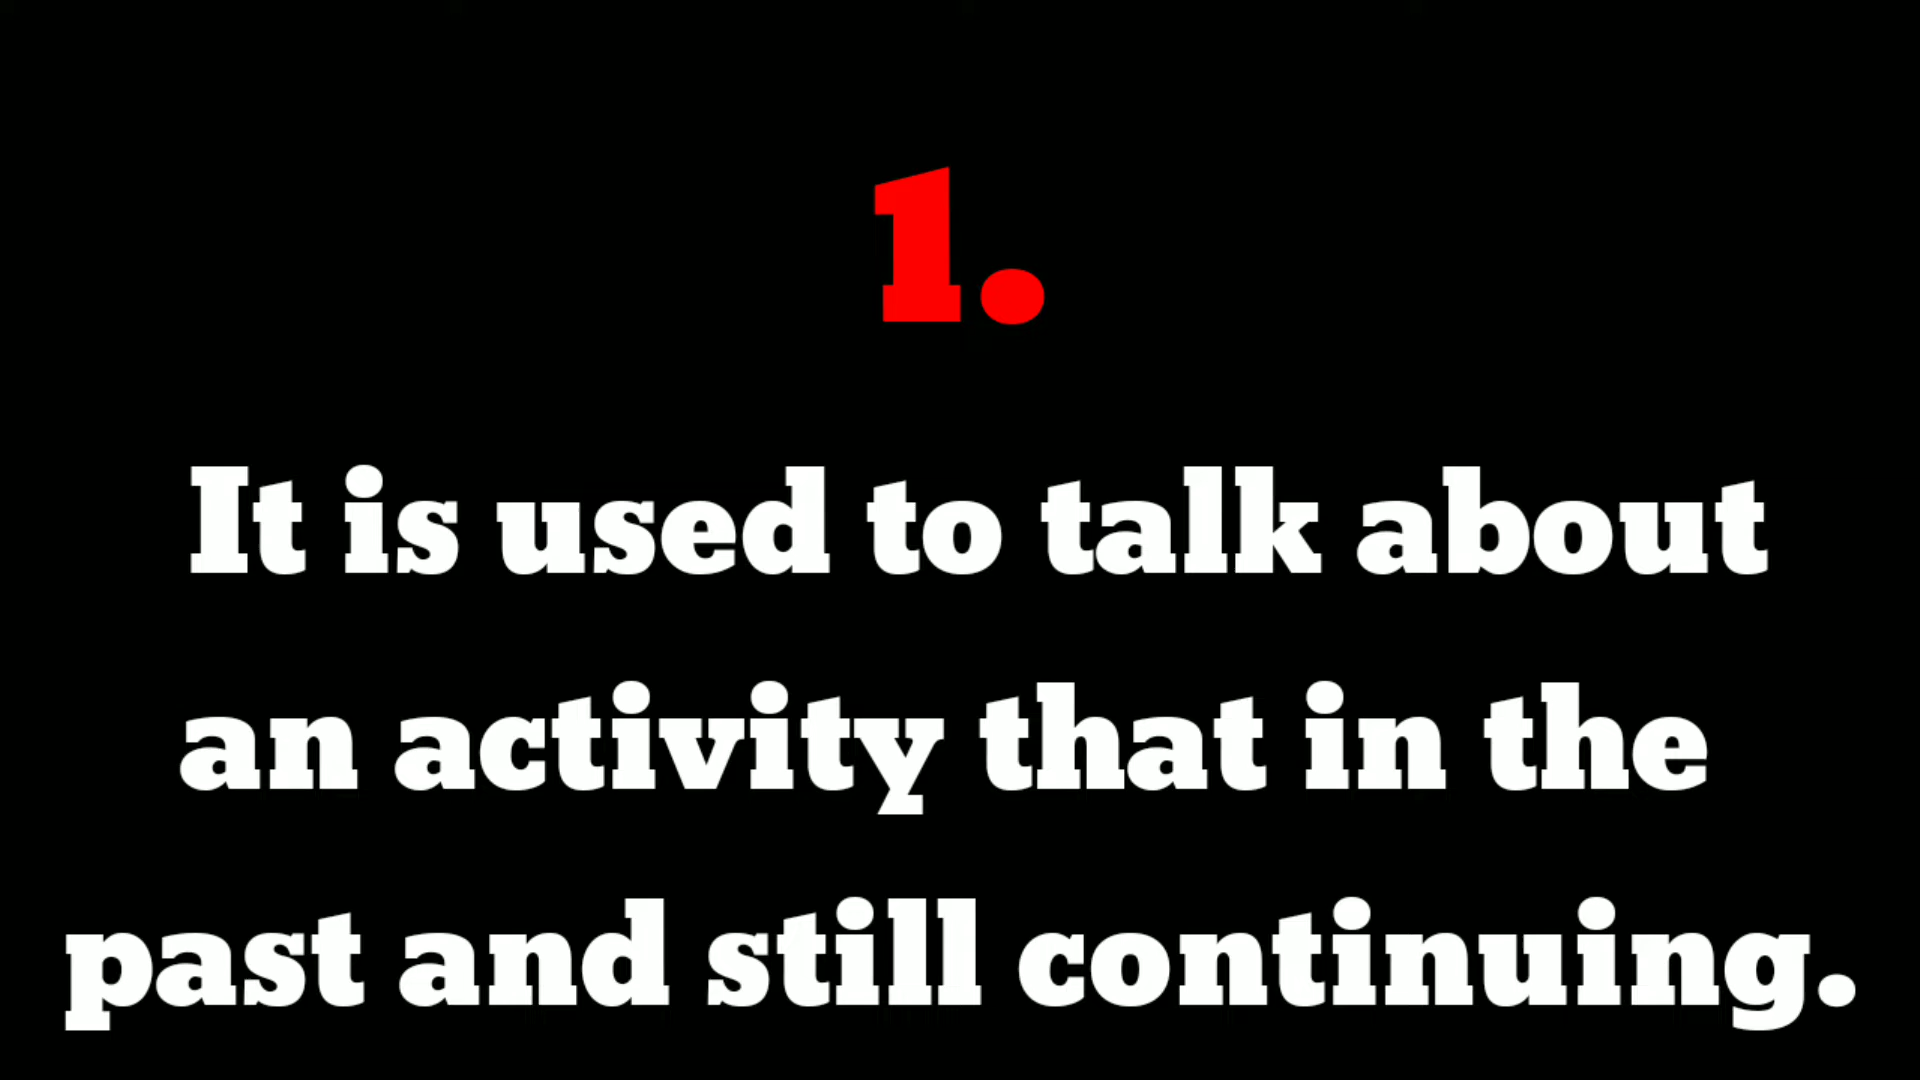 1.
It is used to talk about
an activity that in the
past and still continuing.